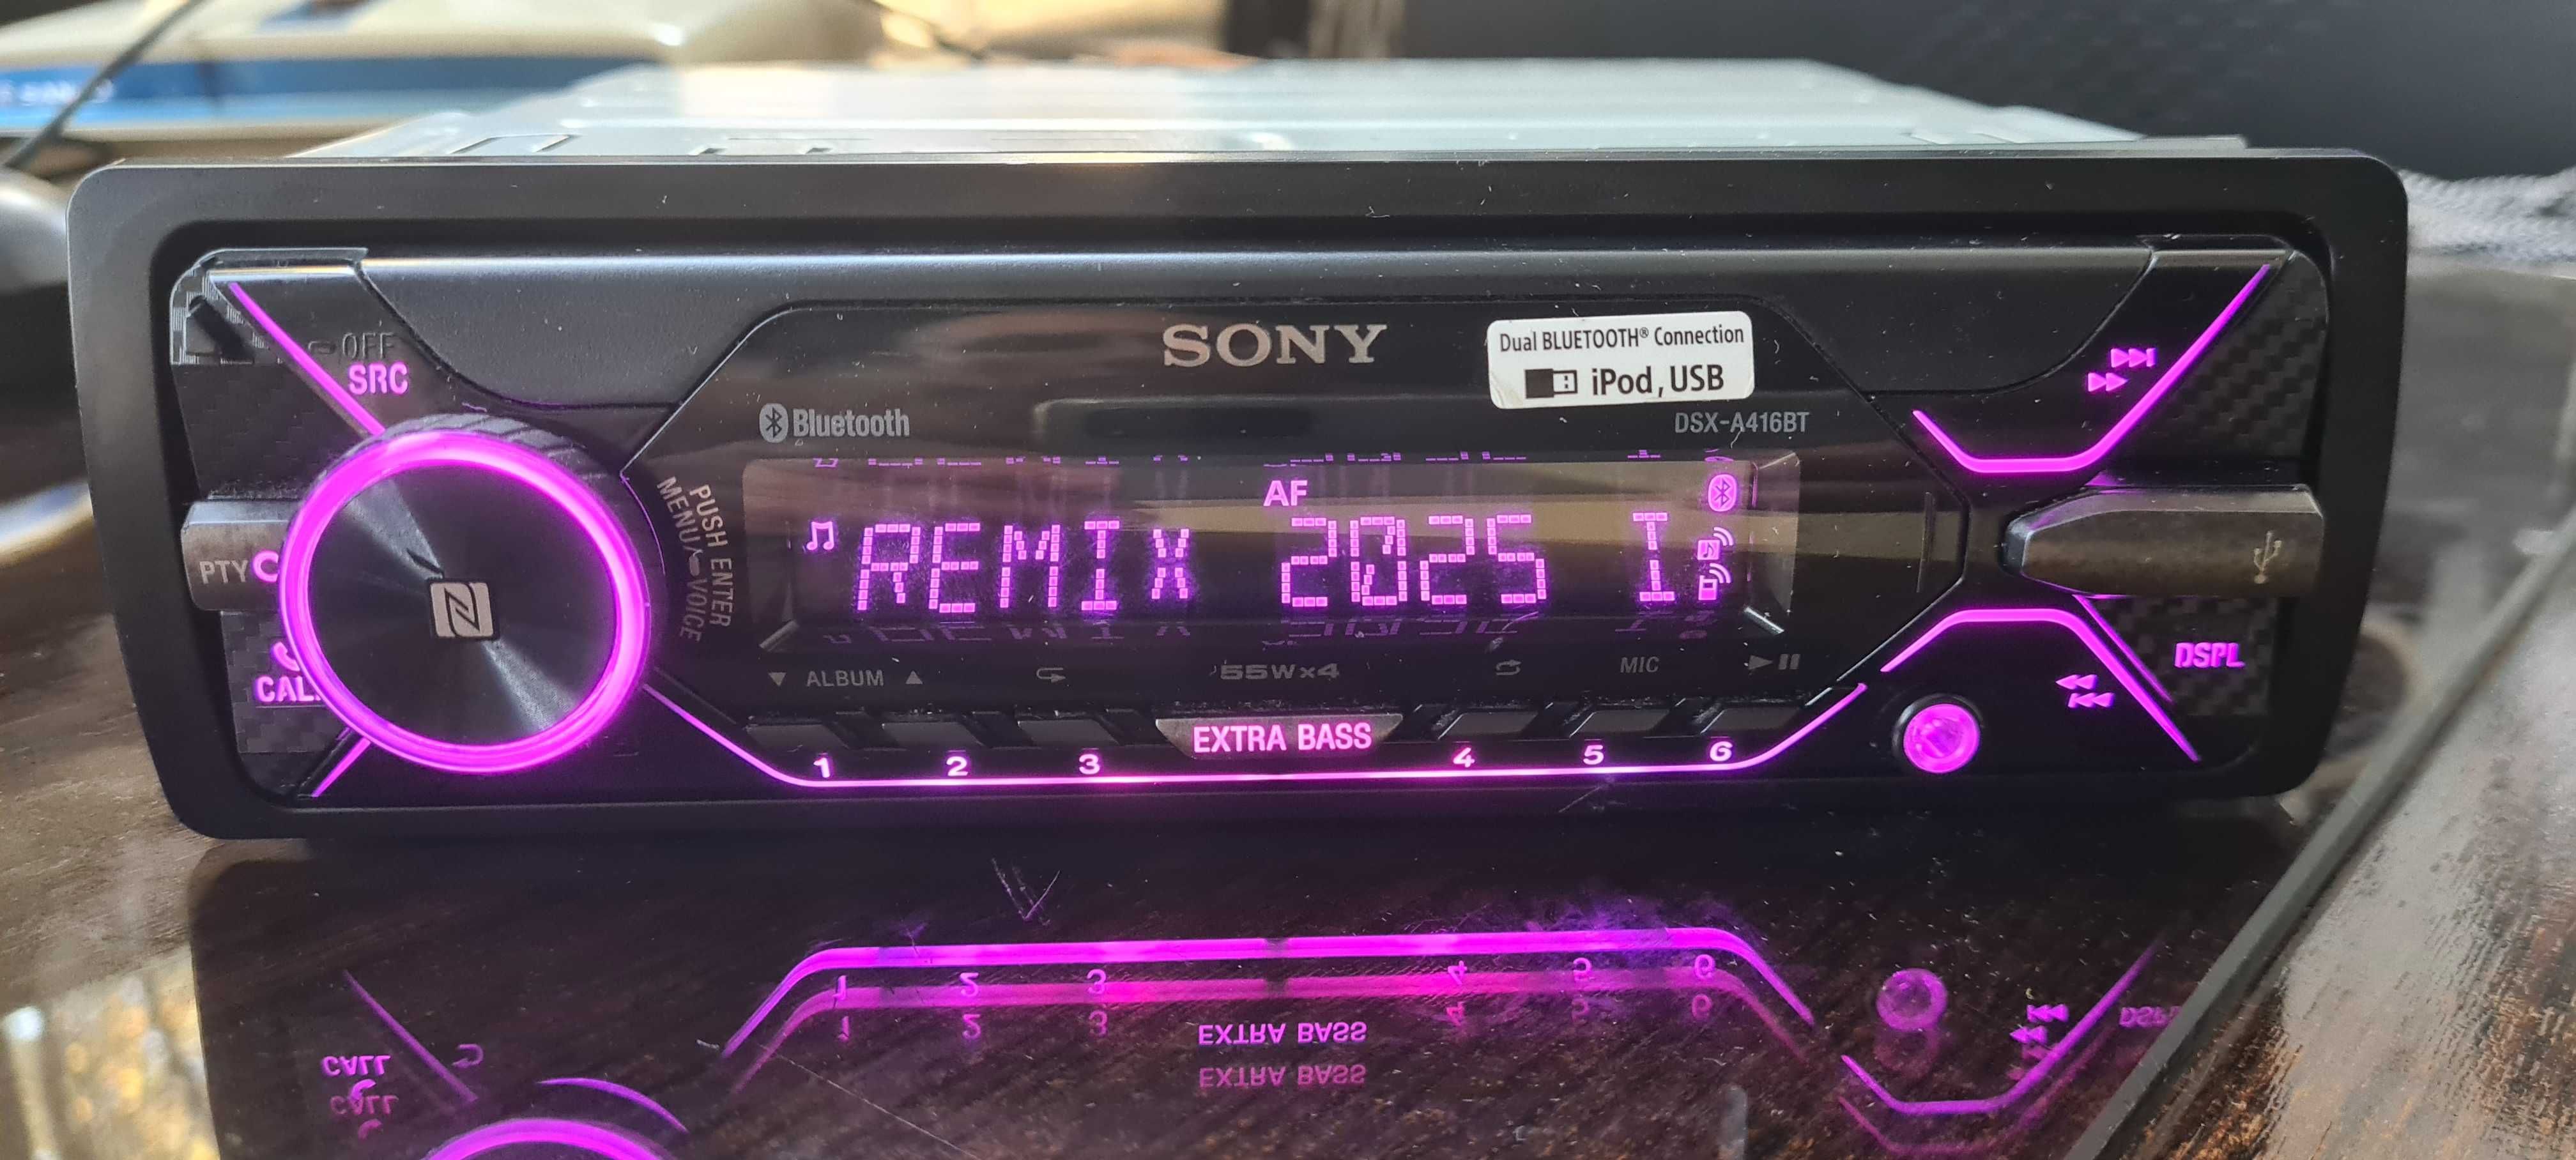 SONY
Dual BLUETOOTH® Connection
iPod, USB
OFF
SRC
Bluetooth
DSX-A416BT
AF
REMIX 2025 I
PUSH ENTER
MENU/ VOICE
PTY
CALL
DSPL
▼ ALBUM ▲
55W×4
MIC
EXTRA BASS
1 2 3 4 5 6